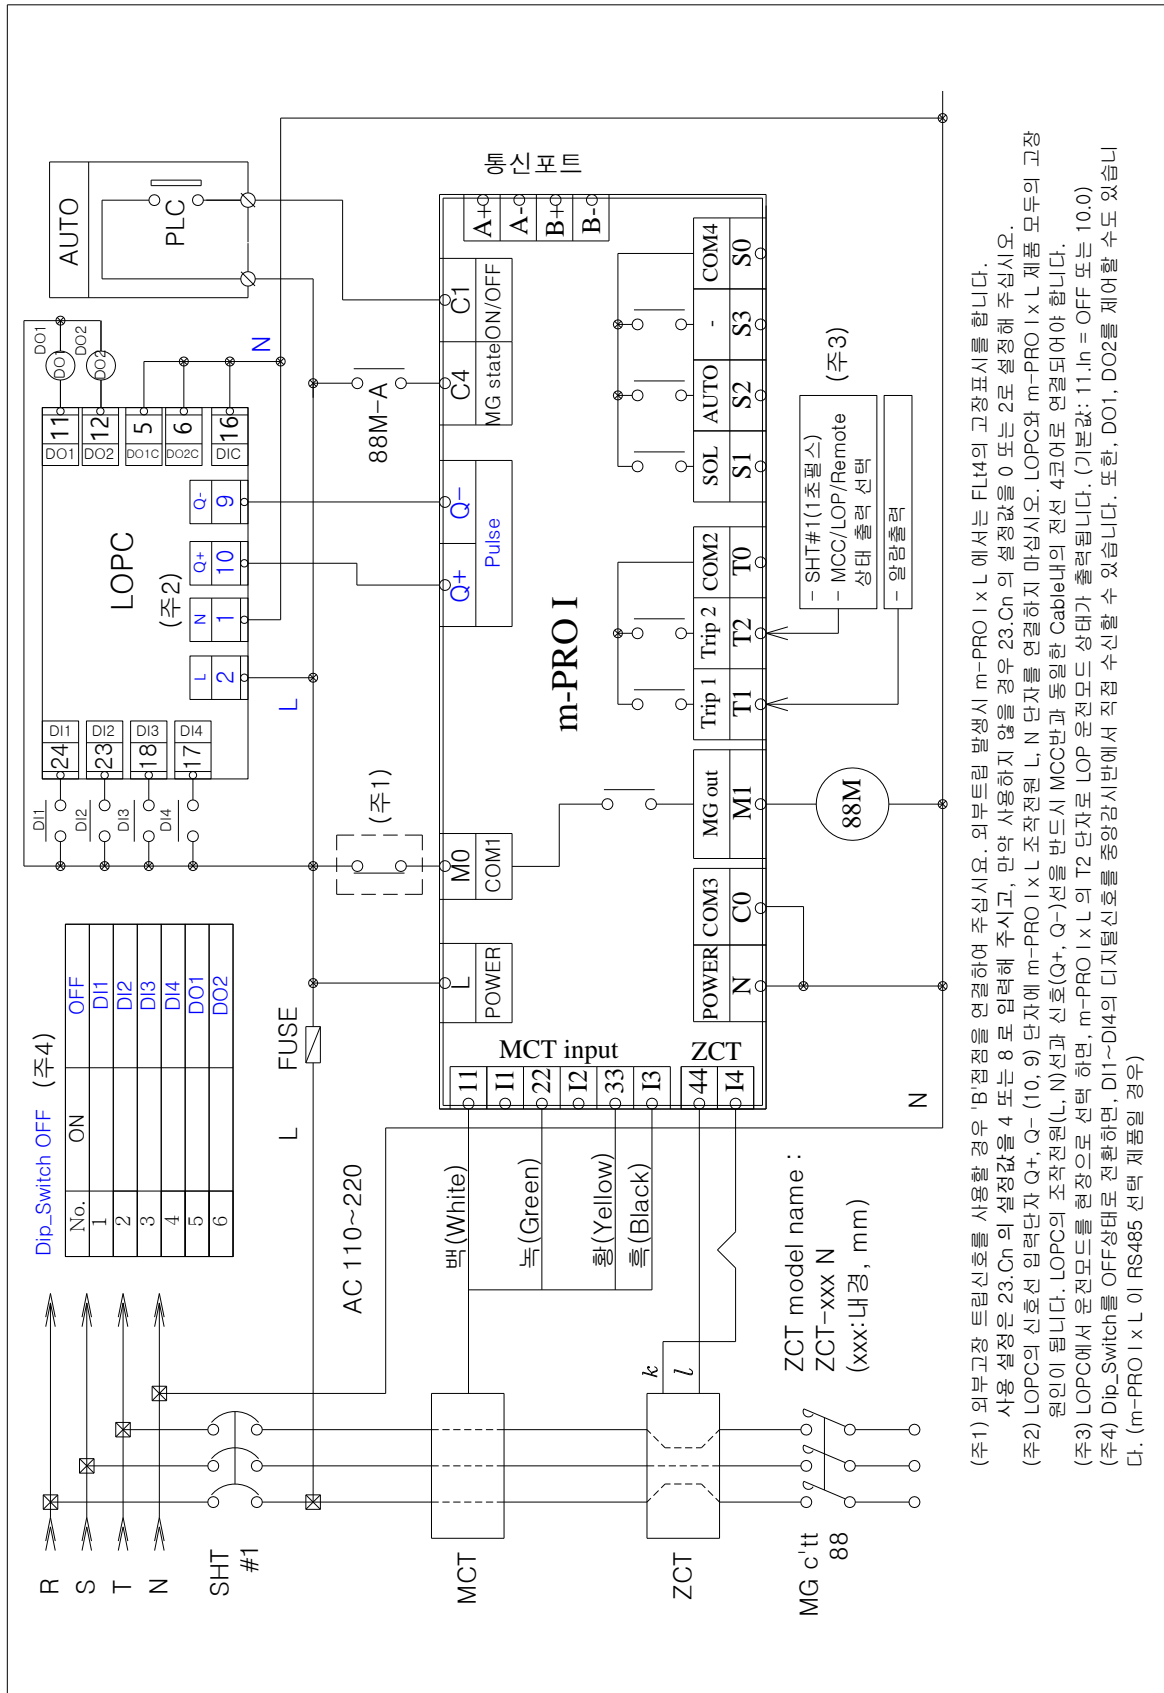 R
S
T
N
SHT
#1
MCT
ZCT
MG c'tt
88
Dip_Switch OFF (주4)
No. ON OFF
1 DI1
2 DI2
3 DI3
4 DI4
5 DO1
6 DO2
L FUSE
AC 110~220
백(White)
녹(Green)
황(Yellow)
흑(Black)
k
l
ZCT model name :
ZCT-xxx N
(xxx:내경, mm)
N
DI1
DI2
DI3
DI4
DI1 24
DI2 23
DI3 18
DI4 17
LOPC
(주2)
L 2
N 1
Q+ 10
Q- 9
11 DO1
12 DO2
5 DO1C
6 DO2C
16 DIC
DO1
DO1
DO2
DO2
L
N
AUTO
PLC
(주1)
88M-A
통신포트
MCT input
11
I1
22
I2
33
I3
ZCT
44
I4
L POWER
M0 COM1
Q+ Q-
Pulse
C4 C1
MG state ON/OFF
A+
A-
B+
B-
m-PRO I
POWER COM3 MG out Trip 1 Trip 2 COM2 SOL AUTO - COM4
N C0 M1 T1 T2 T0 S1 S2 S3 S0
88M
- SHT#1(1초펄스)
- MCC/LOP/Remote
상태 출력 선택
- 알람출력
(주3)
(주1) 외부고장 트립신호를 사용할 경우 'B'접점을 연결하여 주십시요. 외부트립 발생시 m-PRO I x L 에서는 FLt4의 고장표시를 합니다.
사용 설정은 23.Cn 의 설정값을 4 또는 8 로 입력해 주시고, 만약 사용하지 않을 경우 23.Cn 의 설정값을 0 또는 2로 설정해 주십시오.
(주2) LOPC의 신호선 입력단자 Q+, Q- (10, 9) 단자에 m-PRO I x L 조작전원 L, N 단자를 연결하지 마십시오. LOPC와 m-PRO I x L 제품 모두의 고장
원인이 됩니다. LOPC의 조작전원(L, N)선과 신호(Q+, Q-)선을 반드시 MCC반과 동일한 Cable내의 전선 4코어로 연결되어야 합니다.
(주3) LOPC에서 운전모드를 현장으로 선택 하면, m-PRO I x L 의 T2 단자로 LOP 운전모드 상태가 출력됩니다. (기본값: 11.In = OFF 또는 10.0)
(주4) Dip_Switch를 OFF상태로 전환하면, DI1~DI4의 디지털신호를 중앙감시반에서 직접 수신할 수 있습니다. 또한, DO1, DO2를 제어할 수도 있습니
다. (m-PRO I x L 이 RS485 선택 제품일 경우)